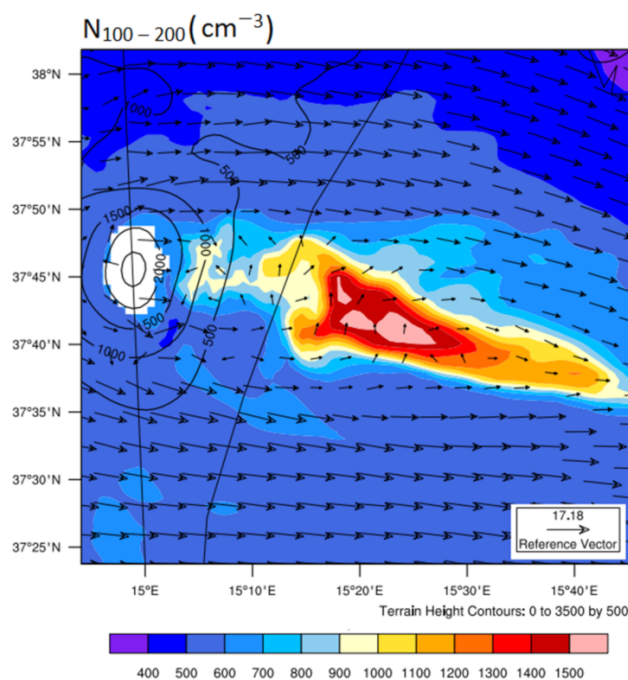 N100−200(cm−3)
38°N
37°55'N
37°50'N
37°45'N
37°40'N
37°35'N
37°30'N
37°25'N
1000
500
500
1500
1000
2000
1500
1000
500
17.18
Reference Vector
15°E
15°10'E
15°20'E
15°30'E
15°40'E
Terrain Height Contours: 0 to 3500 by 500
400 500 600 700 800 900 1000 1100 1200 1300 1400 1500